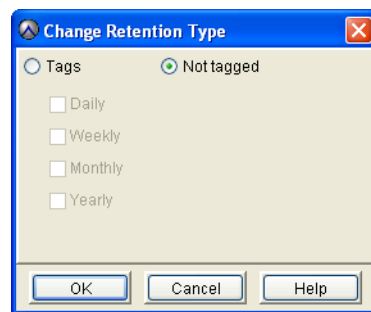 Change Retention Type
Tags Not tagged
Daily
Weekly
Monthly
Yearly
OK Cancel Help